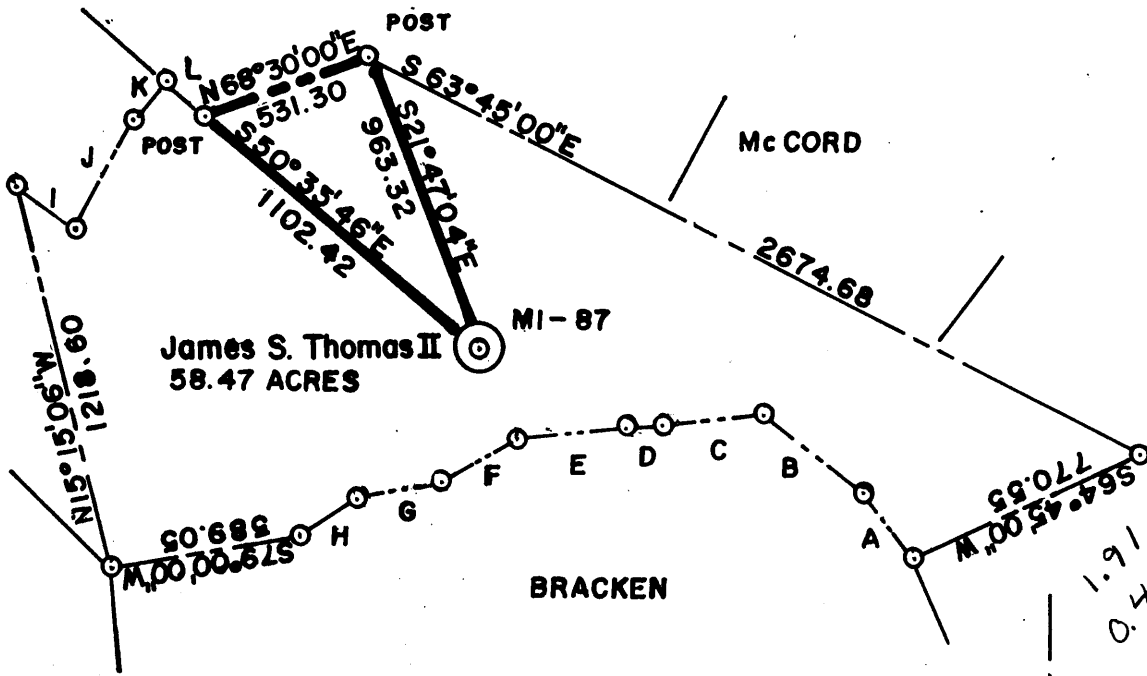 POST
L
K
N68°30'00"E
531.30
S 63°45'00"E
POST
J
I
S21°47'04"E
963.32
McCORD
S50°35'46"E
1102.42
2674.68
MI-87
James S. Thomas II
58.47 ACRES
N15°15'06"W
1218.60
F
E
D
C
B
G
H
A
S64°45'00"W
770.55
S79°00'00"W
589.05
BRACKEN
1.91